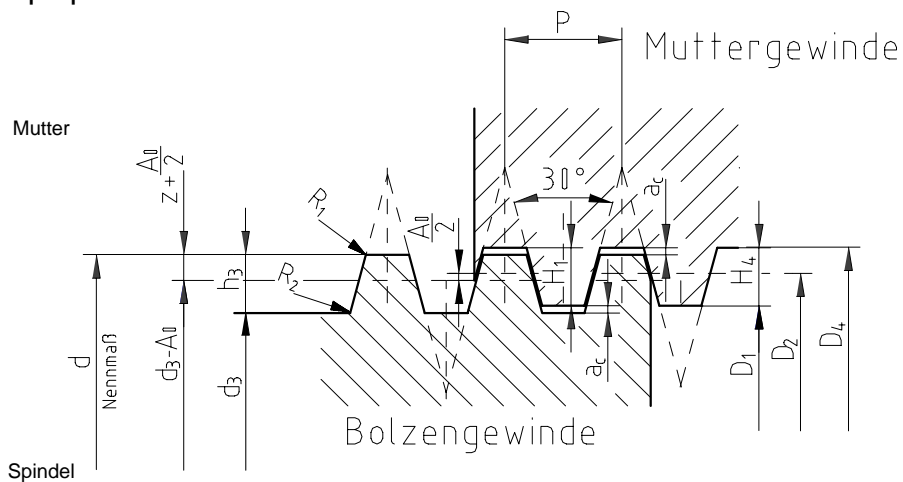 P
Muttergewinde
Mutter
z + A0/2
R1
A0/2
30°
ac
h3
R2
H1
H4
d
Nennmaß
d3-A0
d3
ac
D1
D2
D4
Bolzengewinde
Spindel